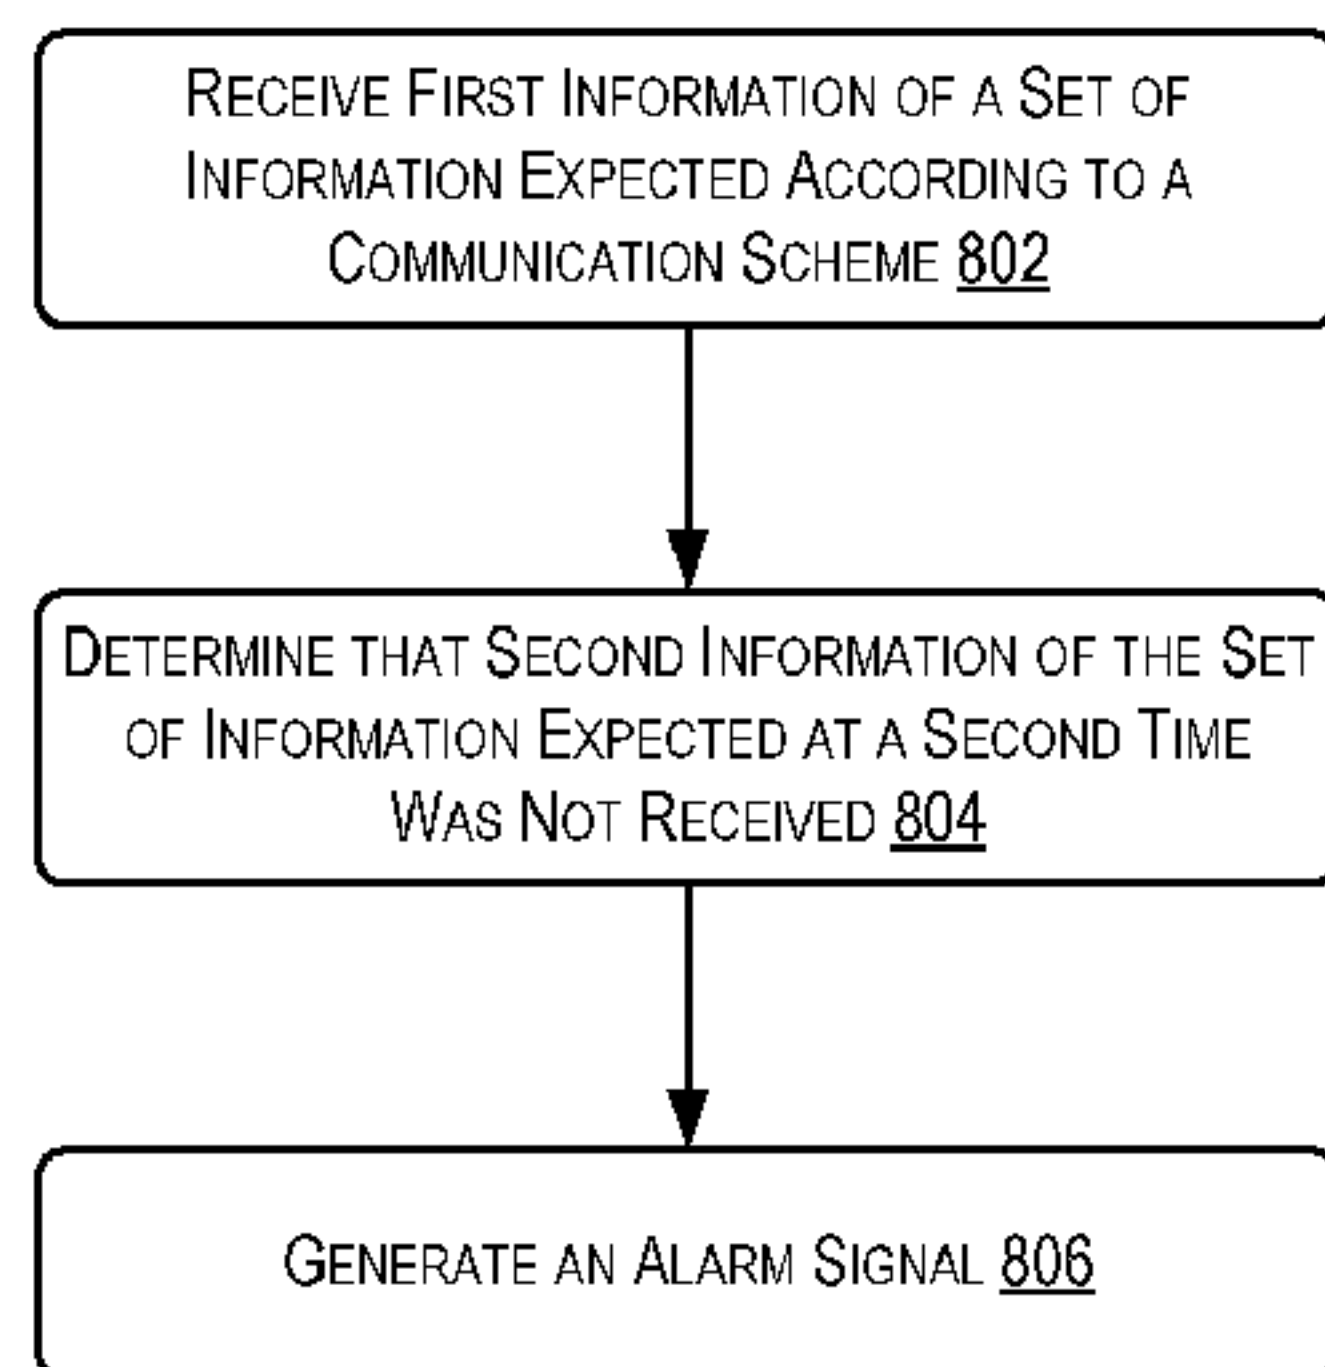 RECEIVE FIRST INFORMATION OF A SET OF
INFORMATION EXPECTED ACCORDING TO A
COMMUNICATION SCHEME 802
DETERMINE THAT SECOND INFORMATION OF THE SET
OF INFORMATION EXPECTED AT A SECOND TIME
WAS NOT RECEIVED 804
GENERATE AN ALARM SIGNAL 806